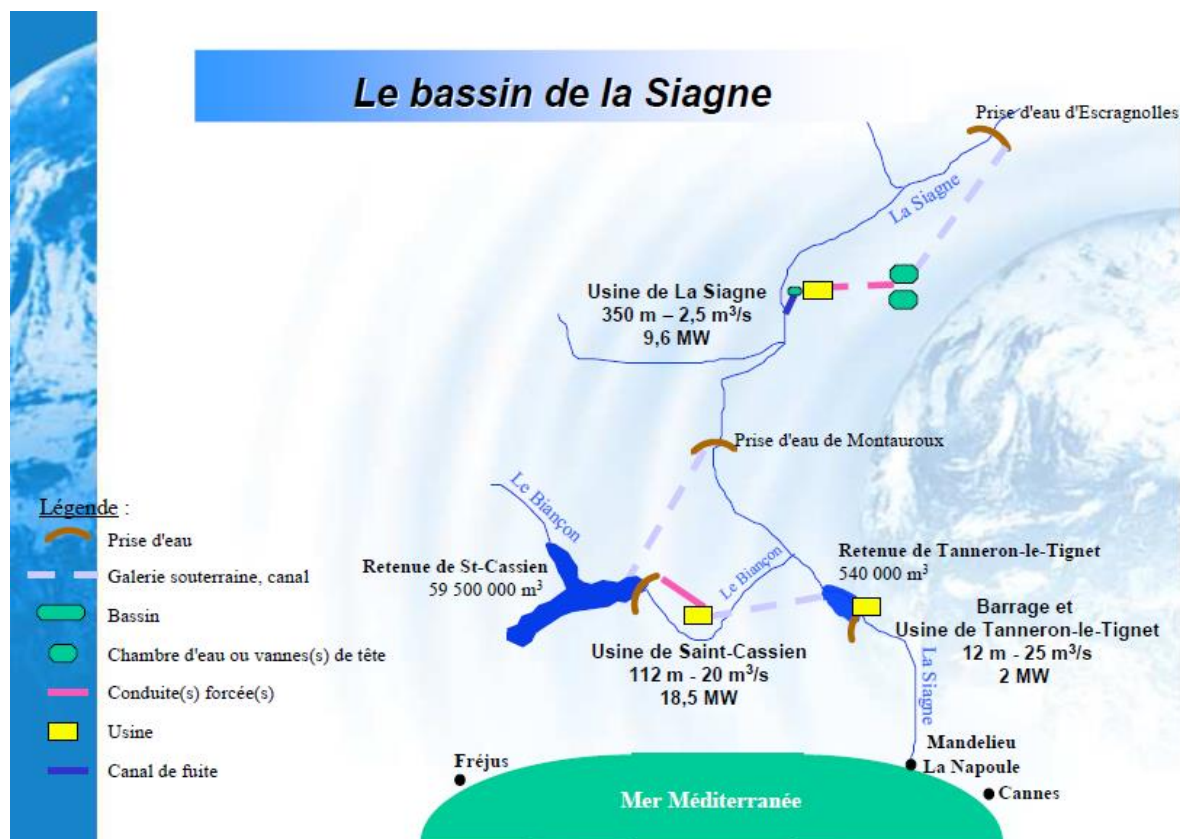 Le bassin de la Siagne
Prise d'eau d'Escragnolles
La Siagne
Usine de La Siagne
350 m – 2,5 m³/s
9,6 MW
Prise d'eau de Montauroux
Le Biançon
Légende :
Prise d'eau
Galerie souterraine, canal
Bassin
Chambre d'eau ou vannes(s) de tête
Conduite(s) forcée(s)
Usine
Canal de fuite
Retenue de St-Cassien
59 500 000 m³
Le Biançon
Retenue de Tanneron-le-Tignet
540 000 m³
Barrage et
Usine de Tanneron-le-Tignet
12 m - 25 m³/s
2 MW
Usine de Saint-Cassien
112 m - 20 m³/s
18,5 MW
La Siagne
Fréjus
Mandelieu
La Napoule
Cannes
Mer Méditerranée